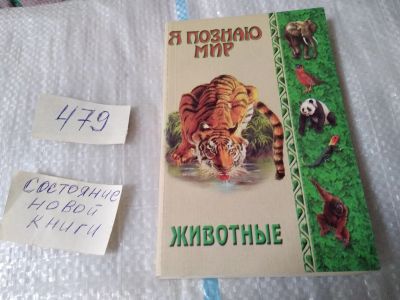 Я ПОЗНАЮ
МИР
ЖИВОТНЫЕ
479
СОСТОЯНИЕ
НОВОЙ
КНИГИ